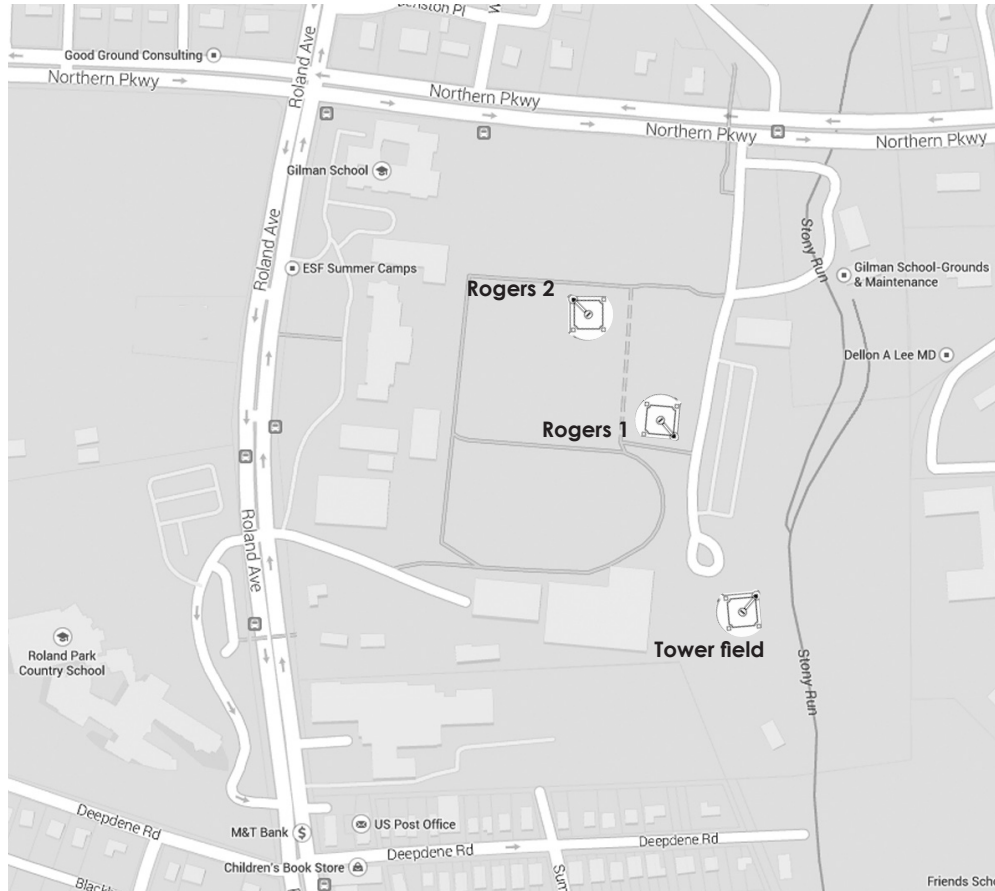 Good Ground Consulting
Northern Pkwy
Roland Ave
Northern Pkwy
Northern Pkwy
Northern Pkwy
Gilman School
Roland Ave
Stony Run
ESF Summer Camps
Gilman School-Grounds
& Maintenance
Rogers 2
Dellon A Lee MD
Rogers 1
Roland Ave
Roland Park
Country School
Tower field
Stony Run
Deepdene Rd
M&T Bank
$
US Post Office
Deepdene Rd
Deepdene Rd
Children's Book Store
Friends Scho
Sum